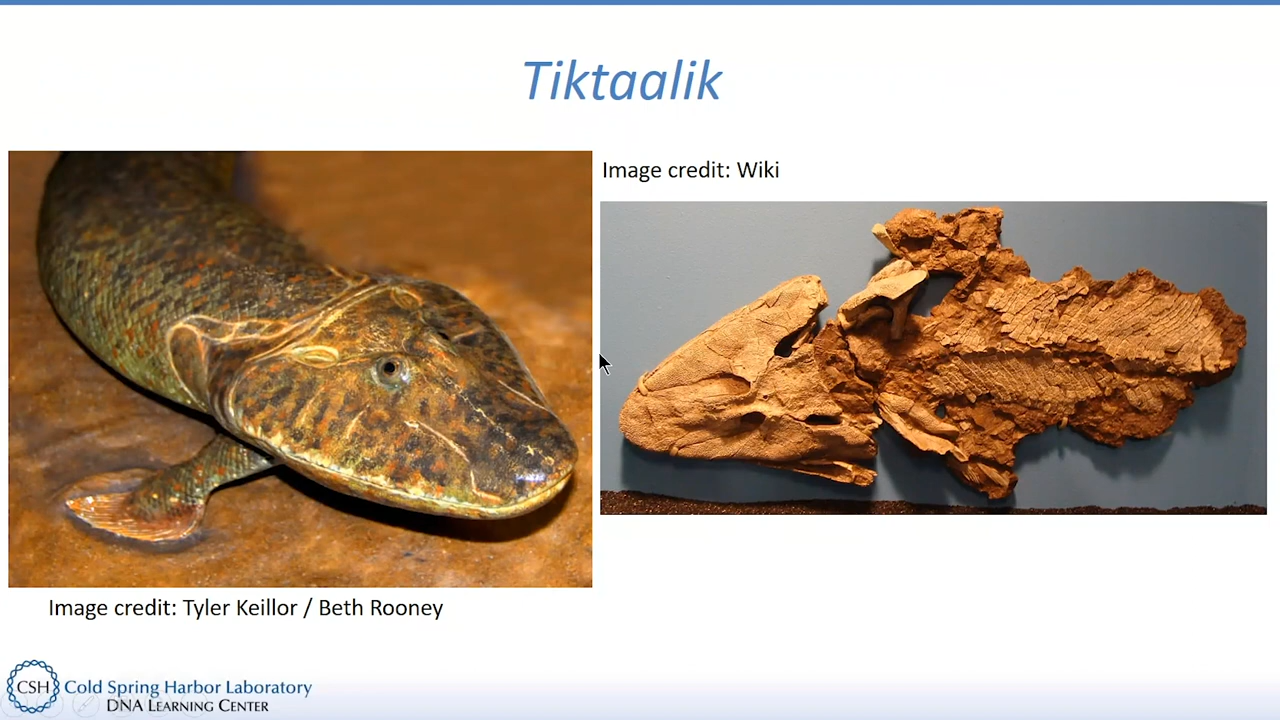 Tiktaalik
Image credit: Wiki
Image credit: Tyler Keillor / Beth Rooney
CSH
Cold Spring Harbor Laboratory
DNA LEARNING CENTER